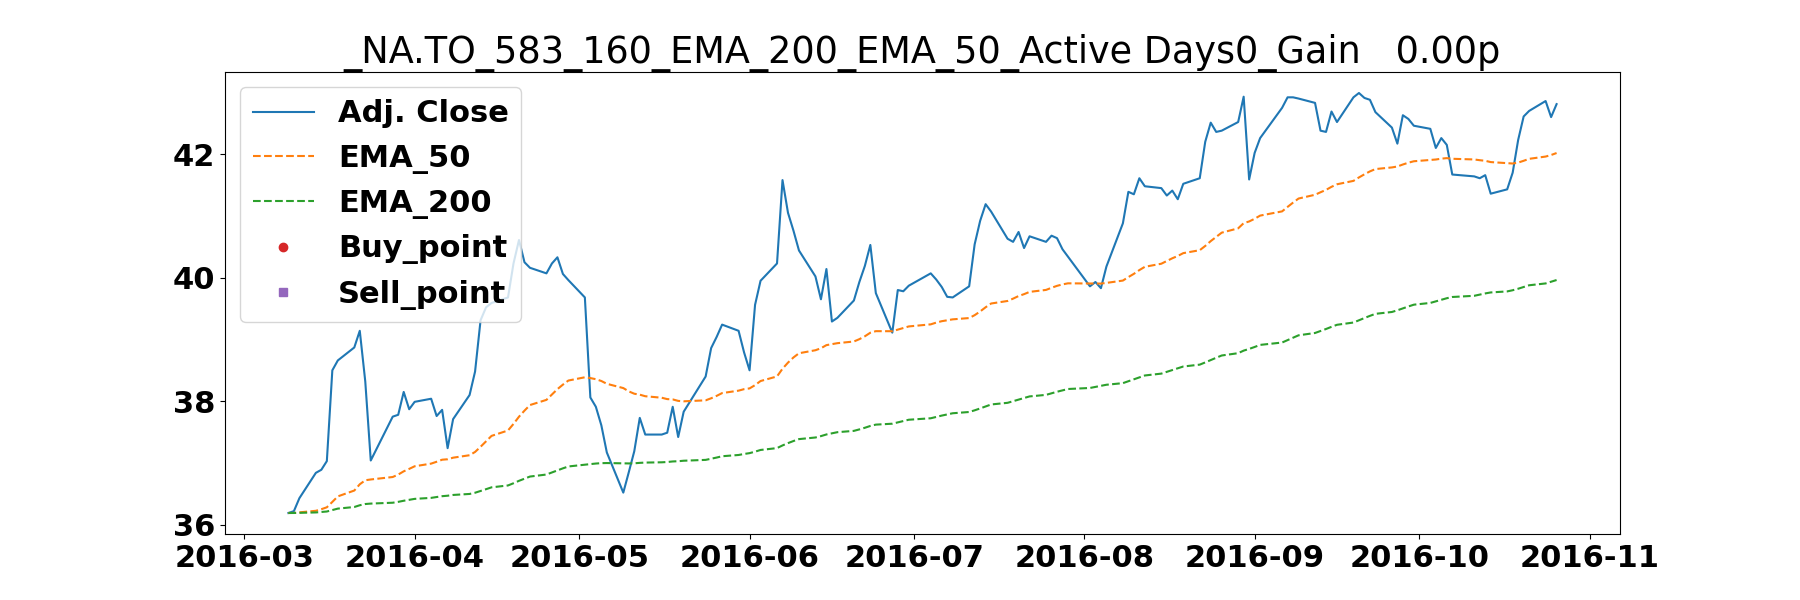 _NA.TO_583_160_EMA_200_EMA_50_Active Days0_Gain   0.00p
Adj. Close
EMA_50
EMA_200
Buy_point
Sell_point
42
40
38
36
2016-03 2016-04 2016-05 2016-06 2016-07 2016-08 2016-09 2016-10 2016-11